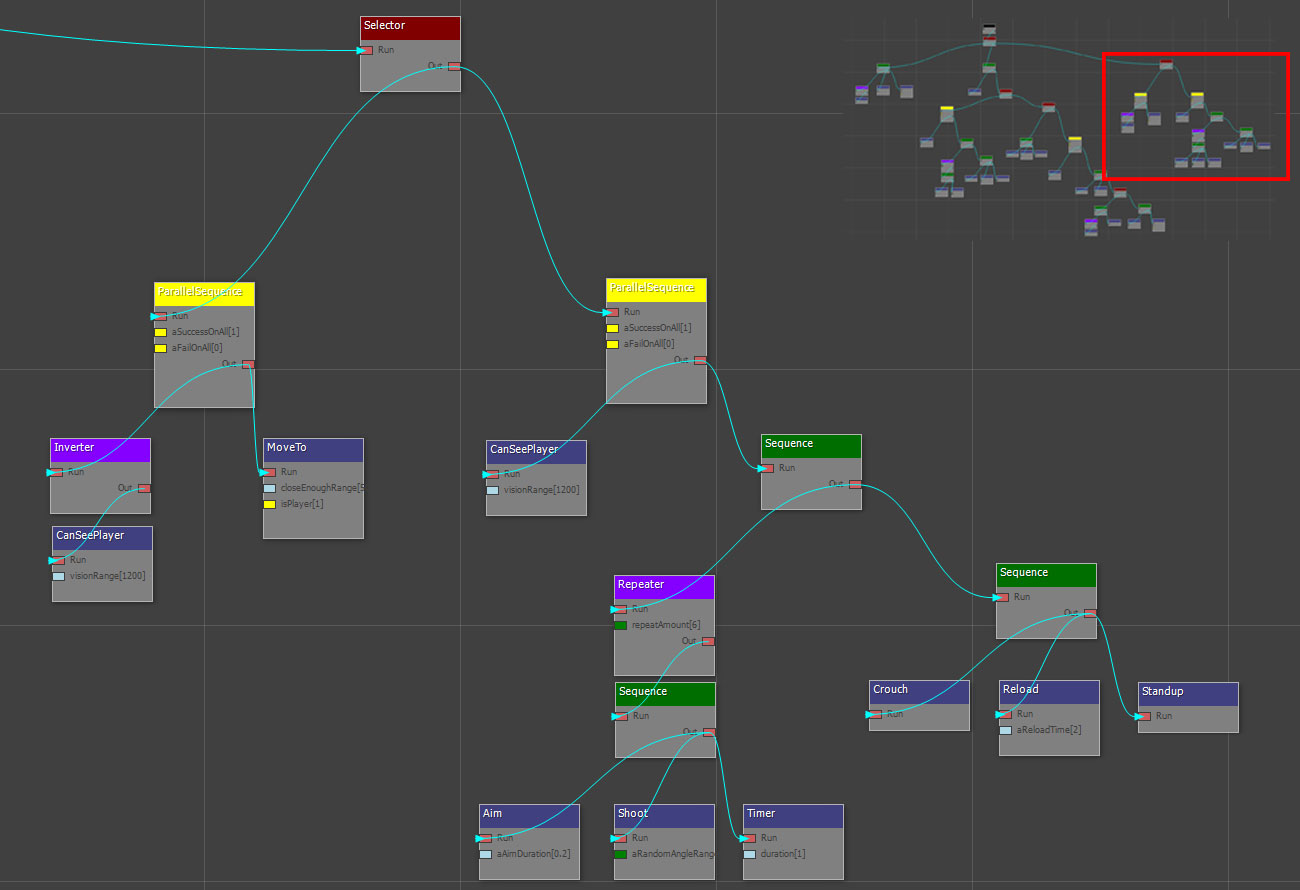 Selector
Run
Out
ParallelSequence
Run
aSuccessOnAll[1]
aFailOnAll[0]
Out
ParallelSequence
Run
aSuccessOnAll[1]
aFailOnAll[0]
Out
Inverter
Run
Out
MoveTo
Run
closeEnoughRange[
isPlayer[1]
CanSeePlayer
Run
visionRange[1200]
Sequence
Run
Out
CanSeePlayer
Run
visionRange[1200]
Repeater
Run
repeatAmount[6]
Out
Sequence
Run
Out
Sequence
Run
Out
Crouch
Run
Reload
Run
aReloadTime[2]
Standup
Run
Aim
Run
aAimDuration[0.2]
Shoot
Run
aRandomAngleRang
Timer
Run
duration[1]